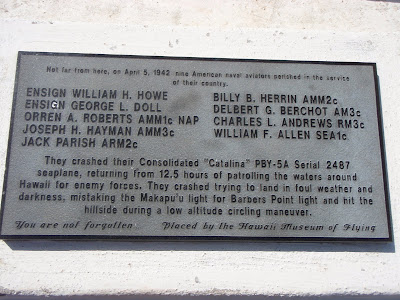 Not far from here, on April 5, 1942 nine American naval aviators perished in the service
of their country.
ENSIGN WILLIAM H. HOWE
ENSIGN GEORGE L. DOLL
ORREN A. ROBERTS AMM1c NAP
JOSEPH H. HAYMAN AMM3c
JACK PARISH ARM2c
BILLY B. HERRIN AMM2c
DELBERT G. BERCHOT AM3c
CHARLES L. ANDREWS RM3c
WILLIAM F. ALLEN SEA1c
They crashed their Consolidated "Catalina" PBY-5A Serial 2487
seaplane, returning from 12.5 hours of patrolling the waters around
Hawaii for enemy forces. They crashed trying to land in foul weather and
darkness, mistaking the Makapu'u light for Barbers Point light and hit the
hillside during a low altitude circling maneuver.
You are not forgotten Placed by the Hawaii Museum of Flying